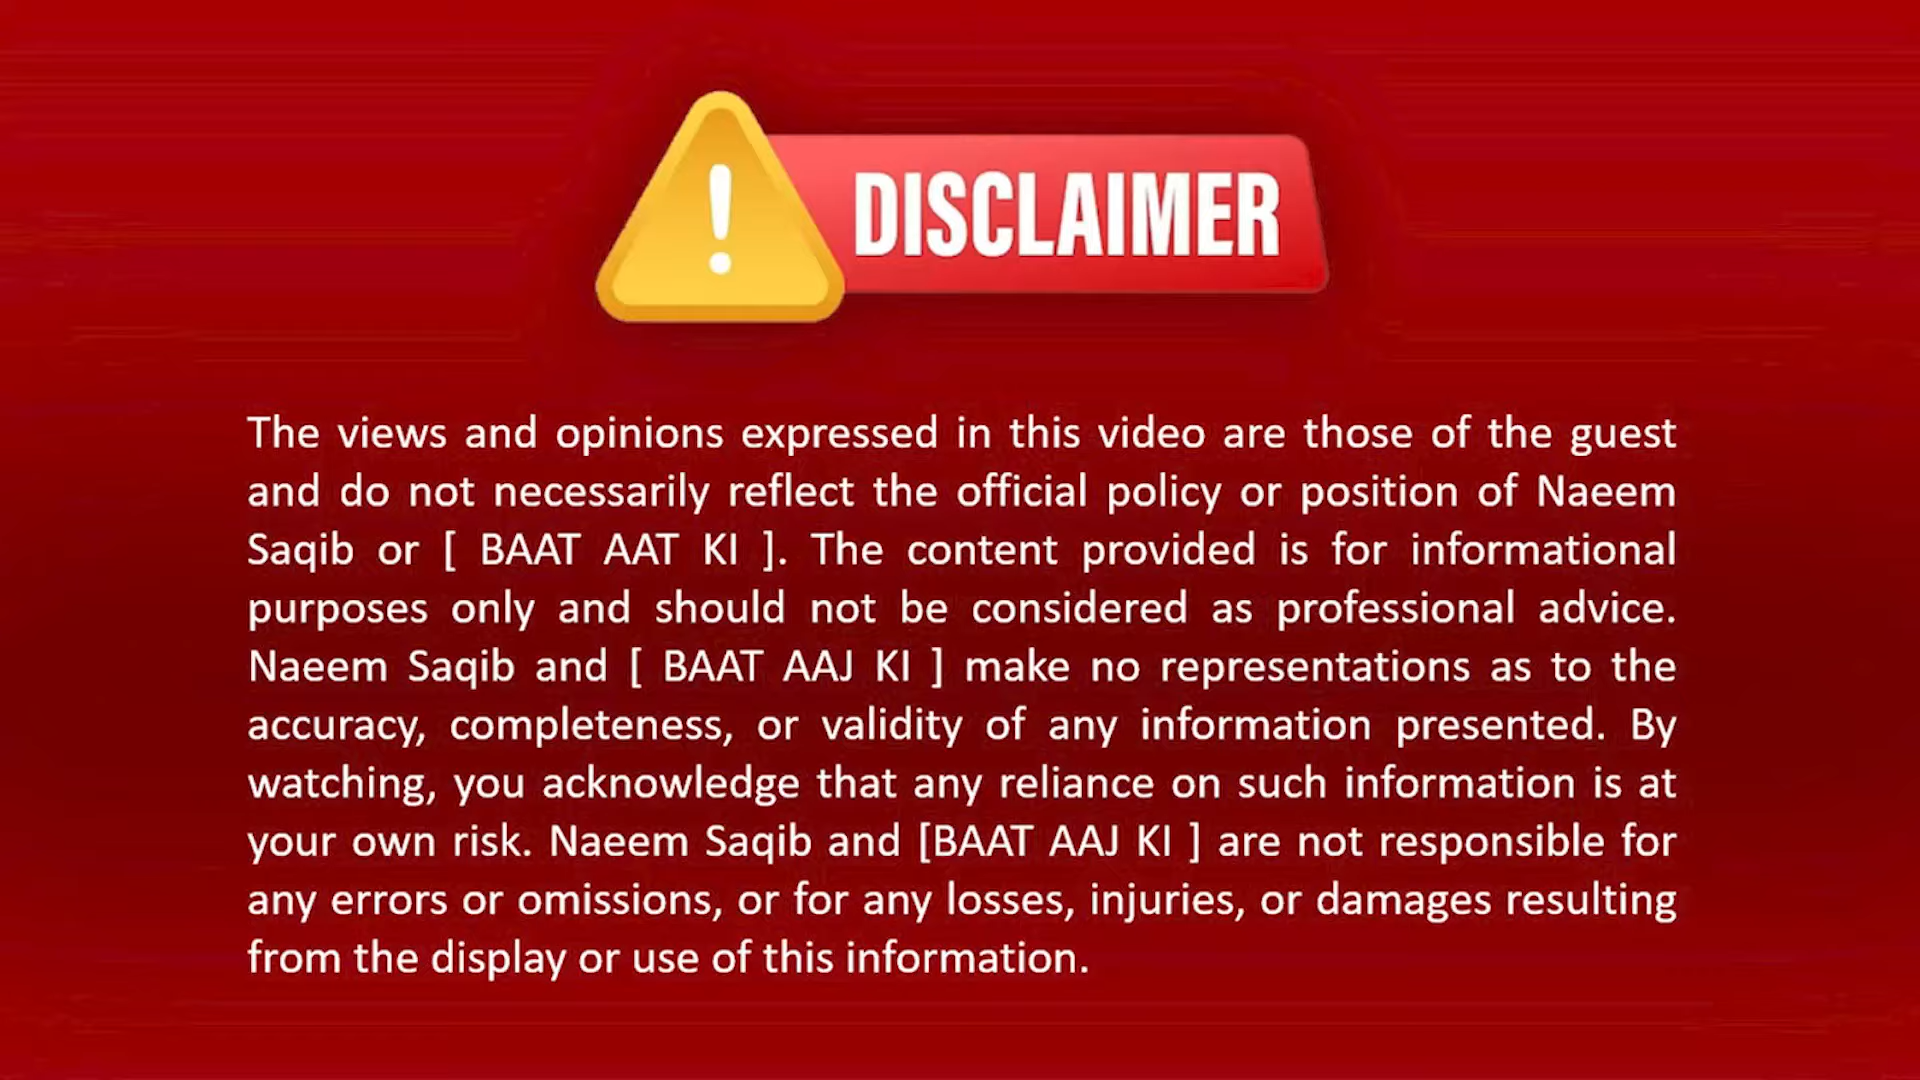 !
DISCLAIMER
The views and opinions expressed in this video are those of the guest
and do not necessarily reflect the official policy or position of Naeem
Saqib or [ BAAT AAT KI ]. The content provided is for informational
purposes only and should not be considered as professional advice.
Naeem Saqib and [ BAAT AAJ KI ] make no representations as to the
accuracy, completeness, or validity of any information presented. By
watching, you acknowledge that any reliance on such information is at
your own risk. Naeem Saqib and [BAAT AAJ KI ] are not responsible for
any errors or omissions, or for any losses, injuries, or damages resulting
from the display or use of this information.